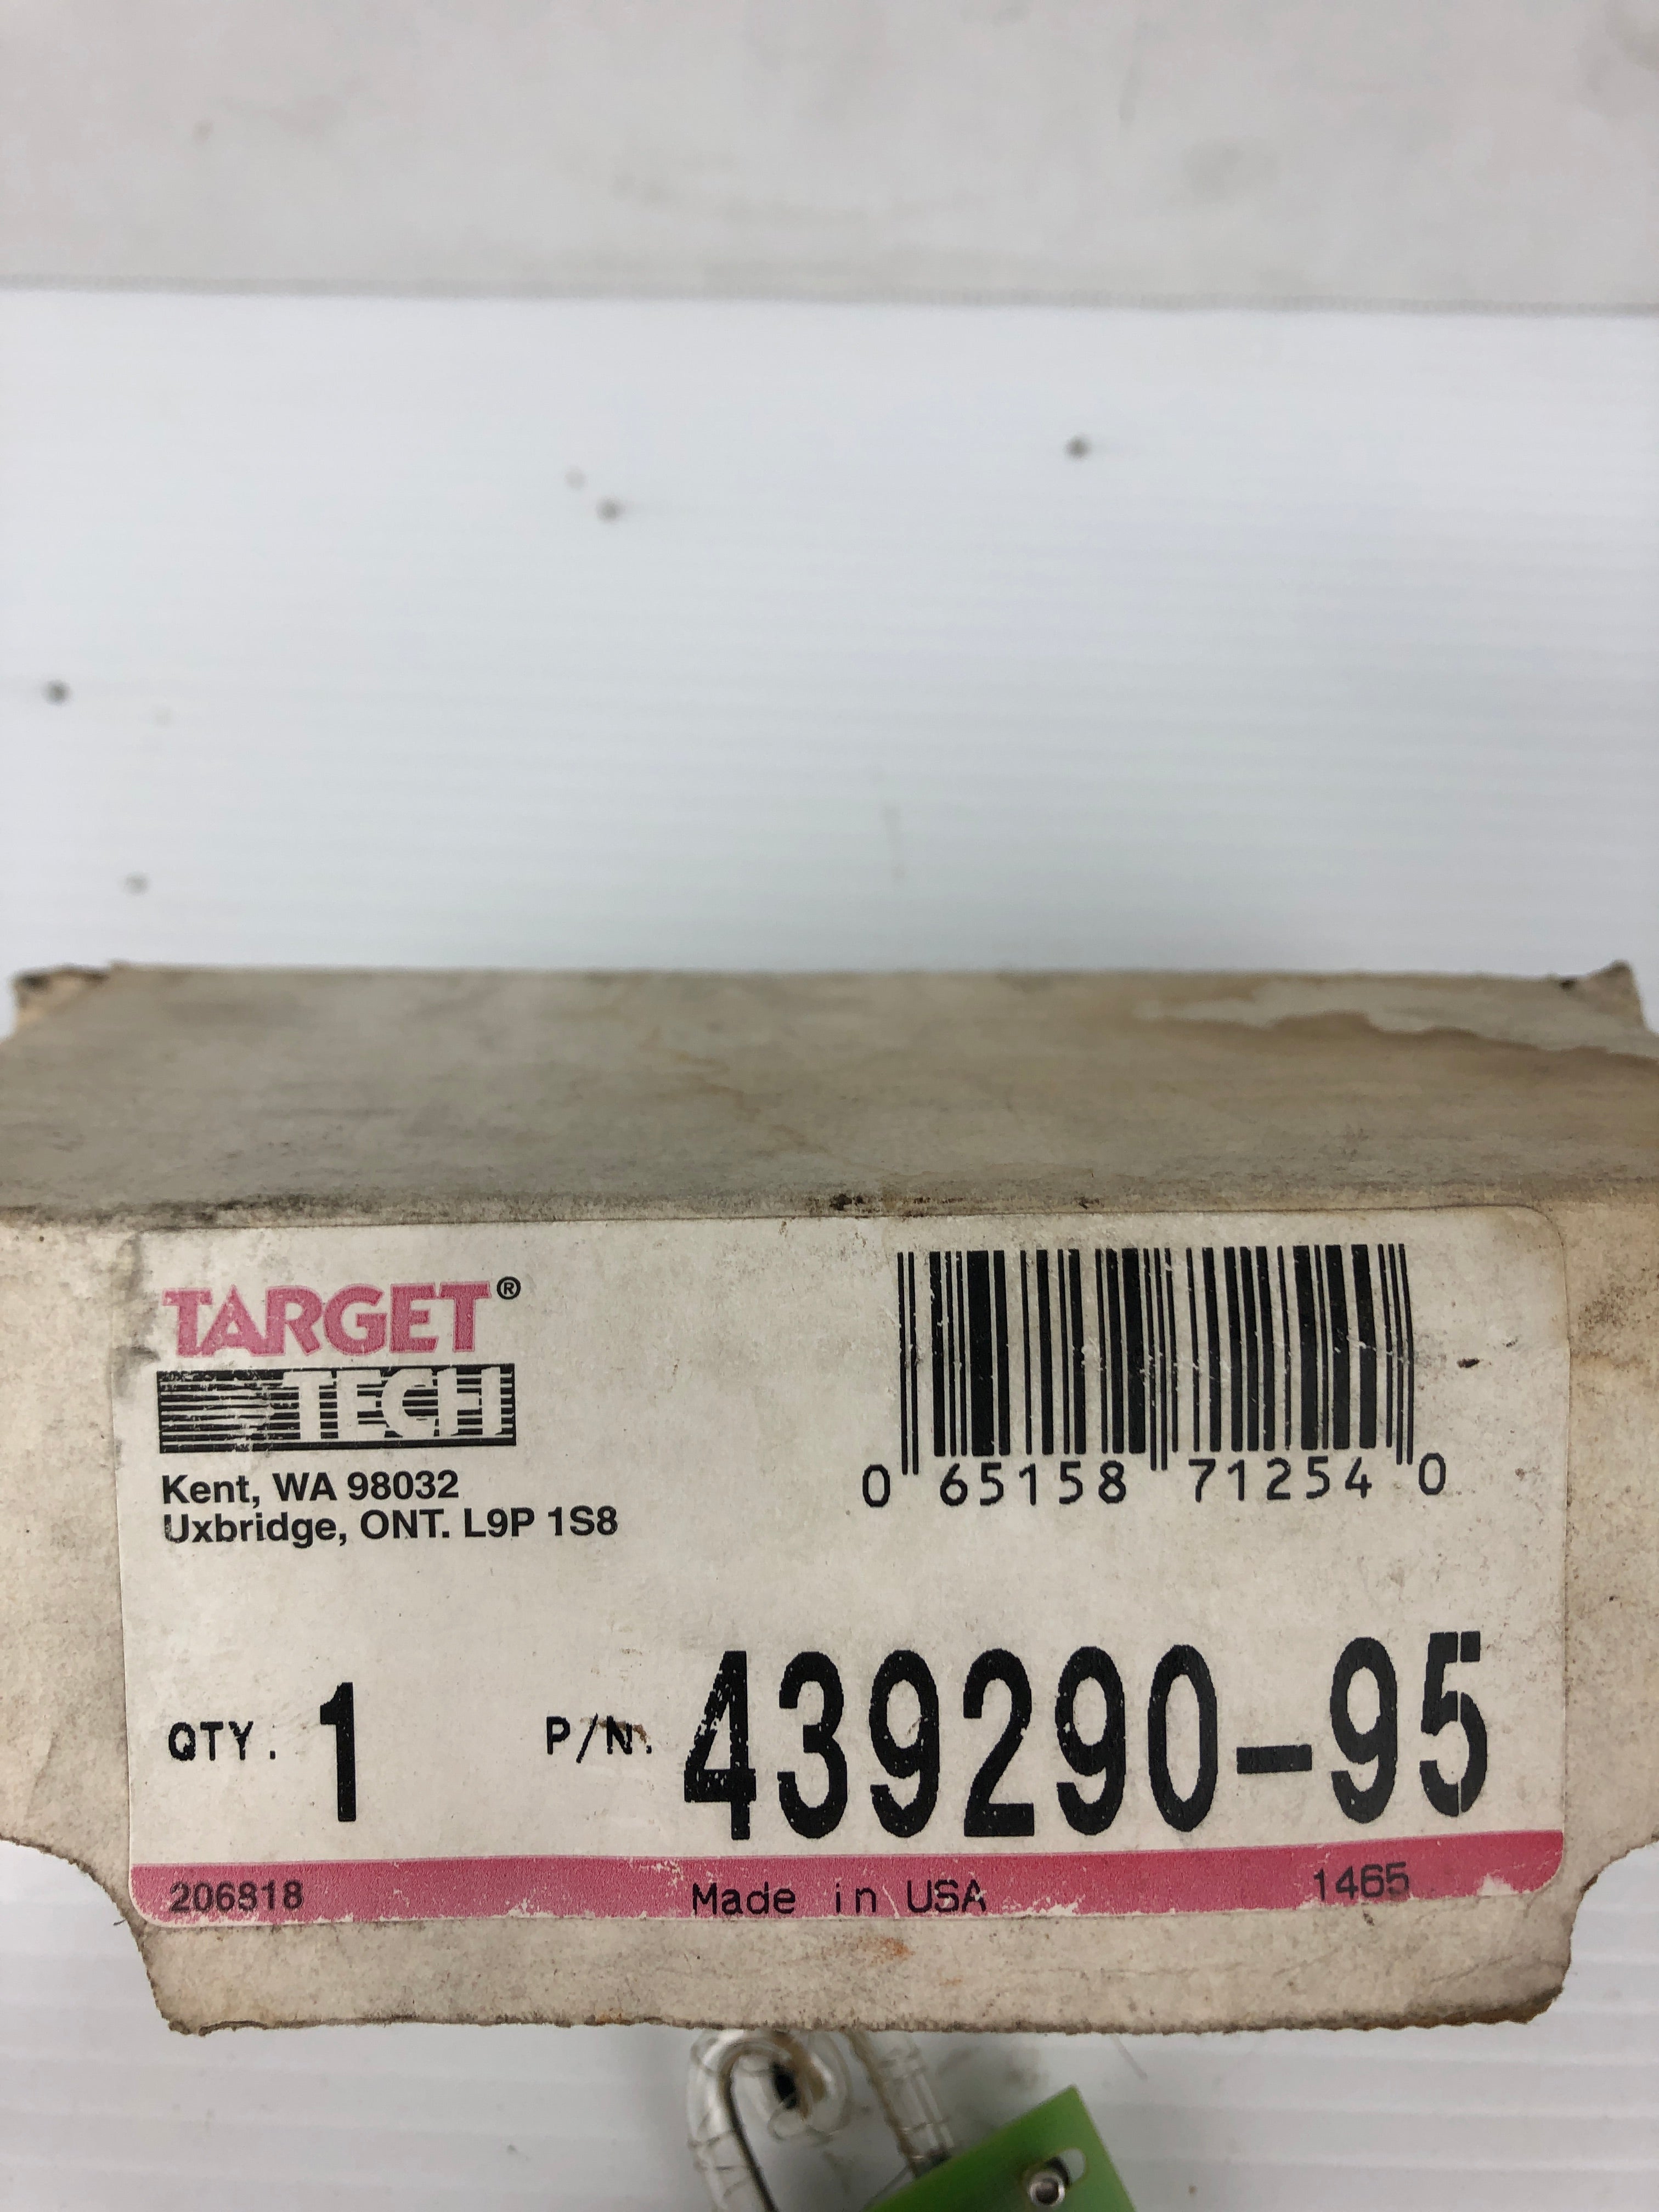 TARGET®
TECH
Kent, WA 98032
Uxbridge, ONT. L9P 1S8
0 65158 71254 0
QTY. 1 P/N. 439290-95
206818 Made in USA 1465